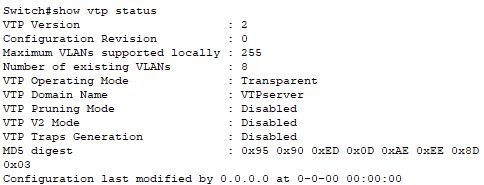 Switch#show vtp status
VTP Version : 2
Configuration Revision : 0
Maximum VLANs supported locally : 255
Number of existing VLANs : 8
VTP Operating Mode : Transparent
VTP Domain Name : VTPserver
VTP Pruning Mode : Disabled
VTP V2 Mode : Disabled
VTP Traps Generation : Disabled
MD5 digest : 0x95 0x90 0xED 0x0D 0xAE 0xEE 0x8D
0x03
Configuration last modified by 0.0.0.0 at 0-0-00 00:00:00